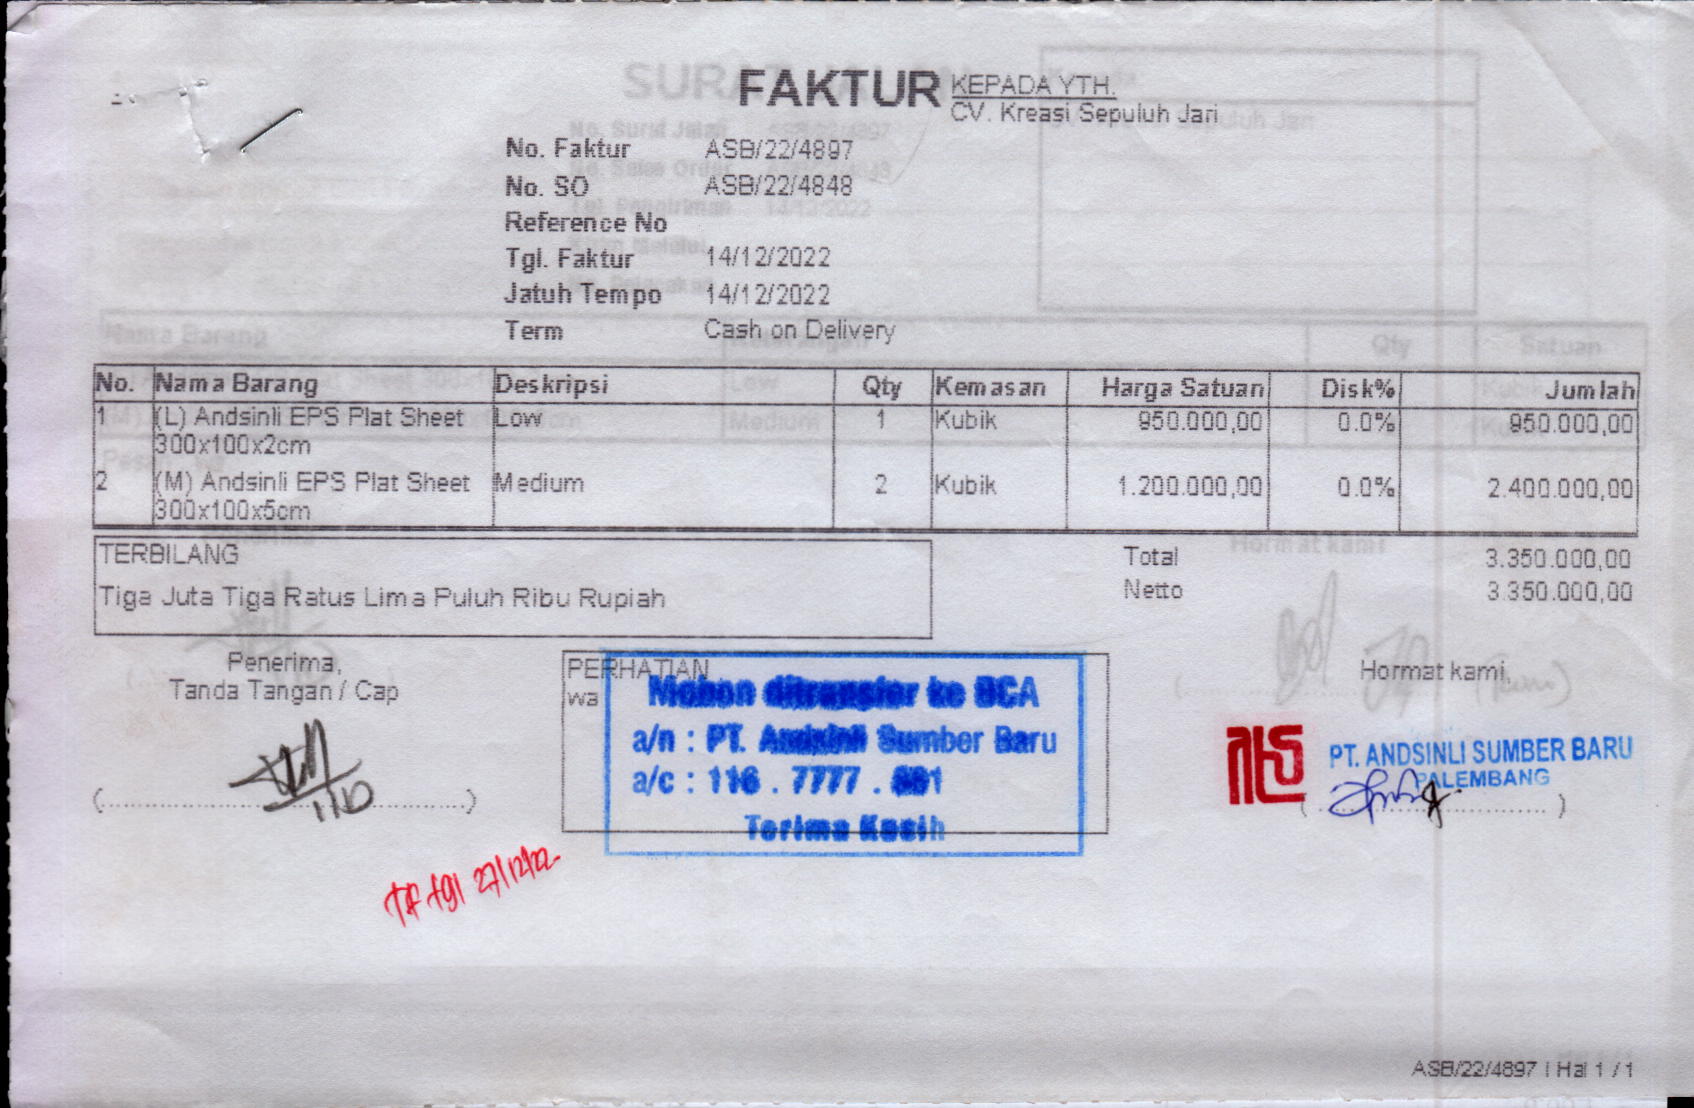 FAKTUR
KEPADA YTH.
CV. Kreasi Sepuluh Jari
No. Faktur ASB/22/4897
No. SO ASB/22/4848
Reference No
Tgl. Faktur 14/12/2022
Jatuh Tempo 14/12/2022
Term Cash on Delivery
No. Nama Barang Deskripsi Qty Kemasan Harga Satuan Disk% Jumlah
1 (L) Andsinli EPS Plat Sheet Low 1 Kubik 950.000,00 0.0% 950.000,00
300x100x2cm
2 (M) Andsinli EPS Plat Sheet Medium 2 Kubik 1.200.000,00 0.0% 2.400.000,00
300x100x5cm
TERBILANG
Tiga Juta Tiga Ratus Lima Puluh Ribu Rupiah
Total 3.350.000,00
Netto 3.350.000,00
Penerima,
Tanda Tangan / Cap
PERHATIAN
wa
Mohon ditransfer ke BCA
a/n : PT. Andsinli Sumber Baru
a/c : 116 . 7777 .
Terima Kasih
Hormat kami,
PT. ANDSINLI SUMBER BARU
PALEMBANG
tgl 27/12/22
ASB/22/4897 | Hal 1 / 1